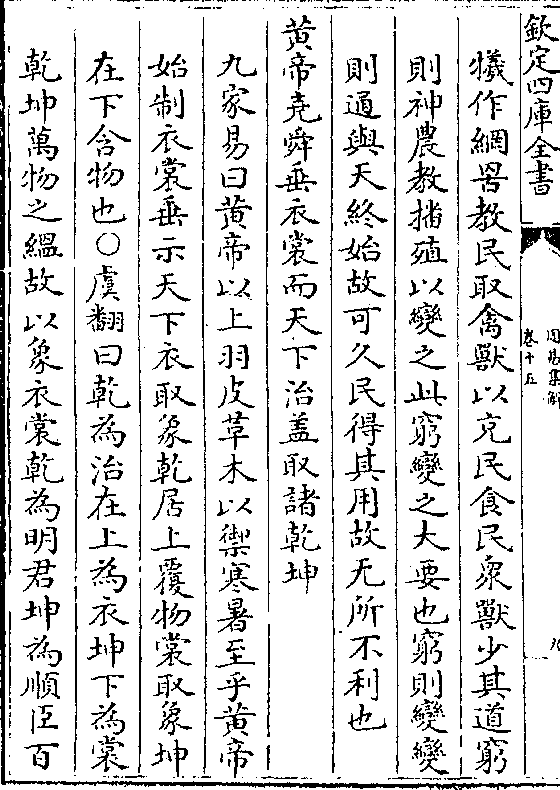 欽定四庫全書
周易集解
卷十五
犧作網罟教民取禽獸以充民食民衆獸少其道窮
則神農教播殖以變之此窮變之大要也窮則變變
則通與天終始故可久民得其用故无所不利也
黄帝堯舜垂衣裳而天下治盖取諸乾坤
九家易曰黄帝以上羽皮革木以禦寒暑至乎黄帝
始制衣裳垂示天下衣取象乾居上覆物裳取象坤
在下含物也○虞翻曰乾為治在上為衣坤下為裳
乾坤萬物之緼故以象衣裳乾為明君坤為順臣百